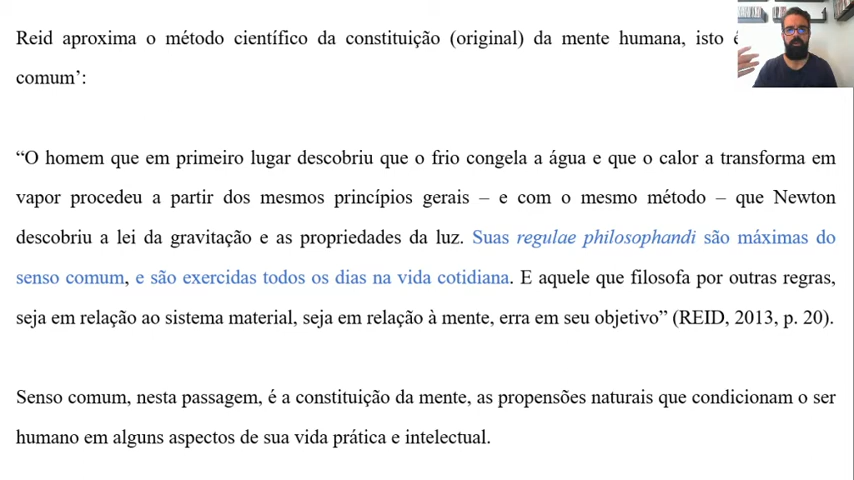 Reid aproxima o método científico da constituição (original) da mente humana, isto
comum’:
“O homem que em primeiro lugar descobriu que o frio congela a água e que o calor a transforma em
vapor procedeu a partir dos mesmos princípios gerais – e com o mesmo método – que Newton
descobriu a lei da gravitação e as propriedades da luz. Suas regulae philosophandi são máximas do
senso comum, e são exercidas todos os dias na vida cotidiana. E aquele que filosofa por outras regras,
seja em relação ao sistema material, seja em relação à mente, erra em seu objetivo” (REID, 2013, p. 20).
Senso comum, nesta passagem, é a constituição da mente, as propensões naturais que condicionam o ser
humano em alguns aspectos de sua vida prática e intelectual.